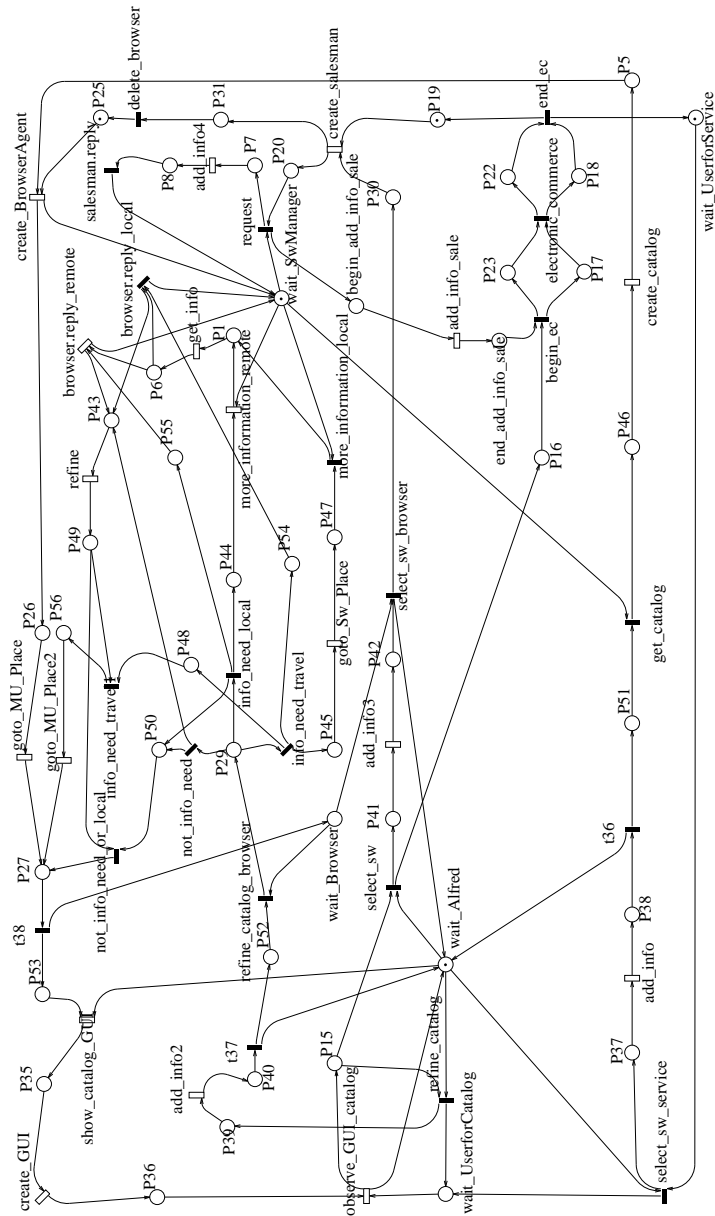 create_GUI
P35
P53
t38
P27
goto_MU_Place
P26
create_BrowserAgent
goto_MU_Place2
P56
show_catalog_GUI
not_info_need_or_local
info_need_travel
P49
refine
P43
browser.reply_remote
salesman.reply
P25
delete_browser
P36
P50
P48
P55
P6
browser.reply_local
P8
add_info4
P31
add_info2
not_info_need
get_info
P39
t37
P40
P52
refine_catalog_browser
P29
info_need_local
P44
more_information_remote
P1
wait_SwManager
request
P7
P20
info_need_travel
P54
create_salesman
observe_GUI_catalog
P15
wait_Browser
P45
goto_Sw_Place
P47
more_information_local
begin_add_info_sale
P30
select_sw
P41
add_info3
P42
select_sw_browser
P19
wait_UserforCatalog
refine_catalog
wait_Alfred
add_info_sale
end_add_info_sale
P16
begin_ec
P23
P17
electronic_commerce
P22
P18
end_ec
P37
add_info
P38
t36
P51
get_catalog
P46
create_catalog
P5
select_sw_service
wait_UserforService